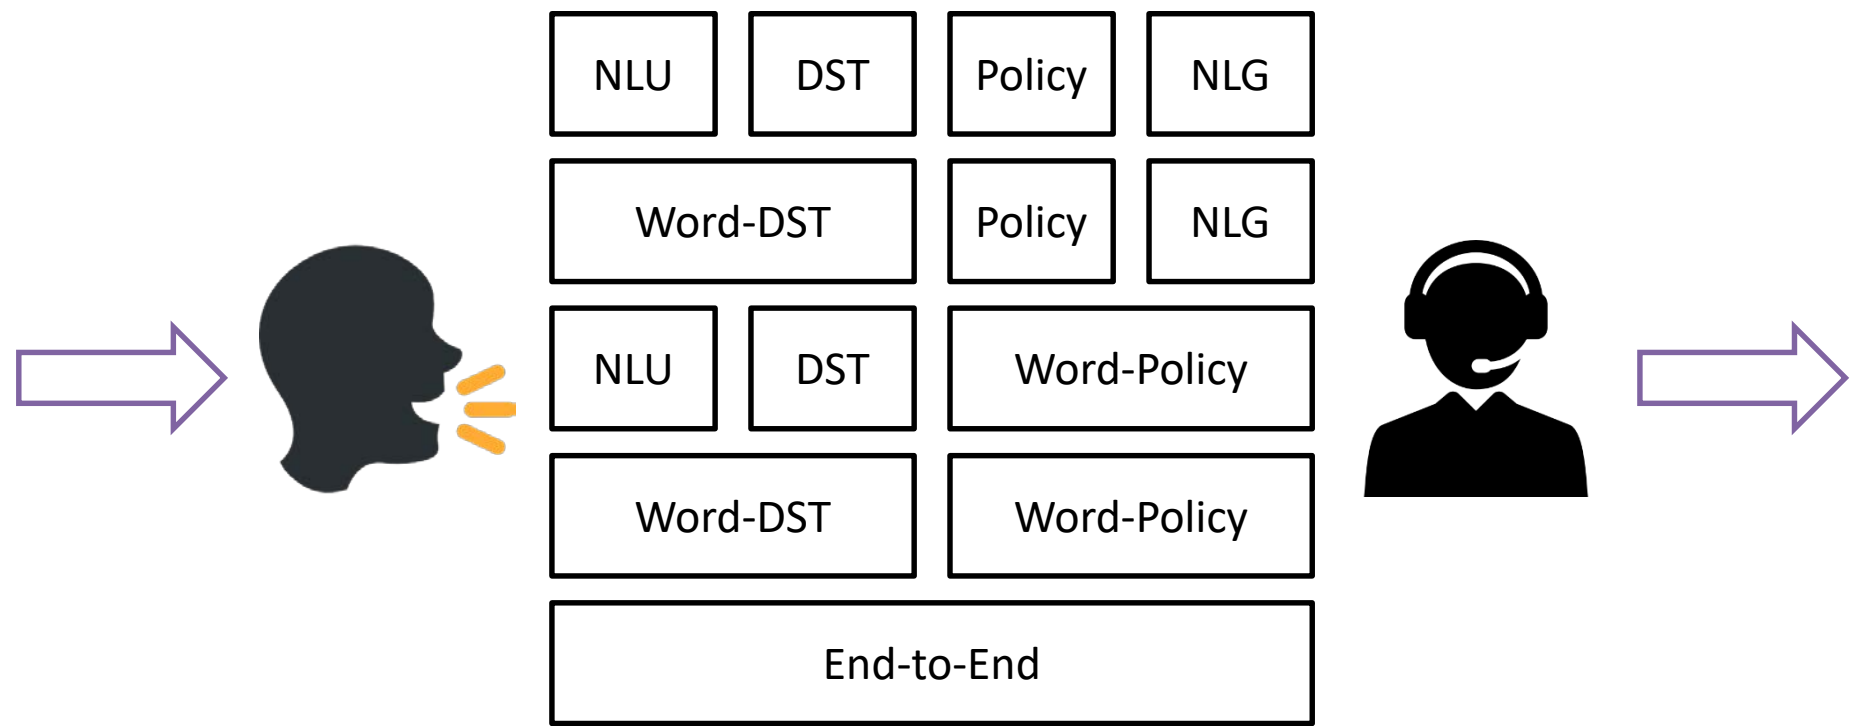 NLU DST Policy NLG
Word-DST Policy NLG
NLU DST Word-Policy
Word-DST Word-Policy
End-to-End